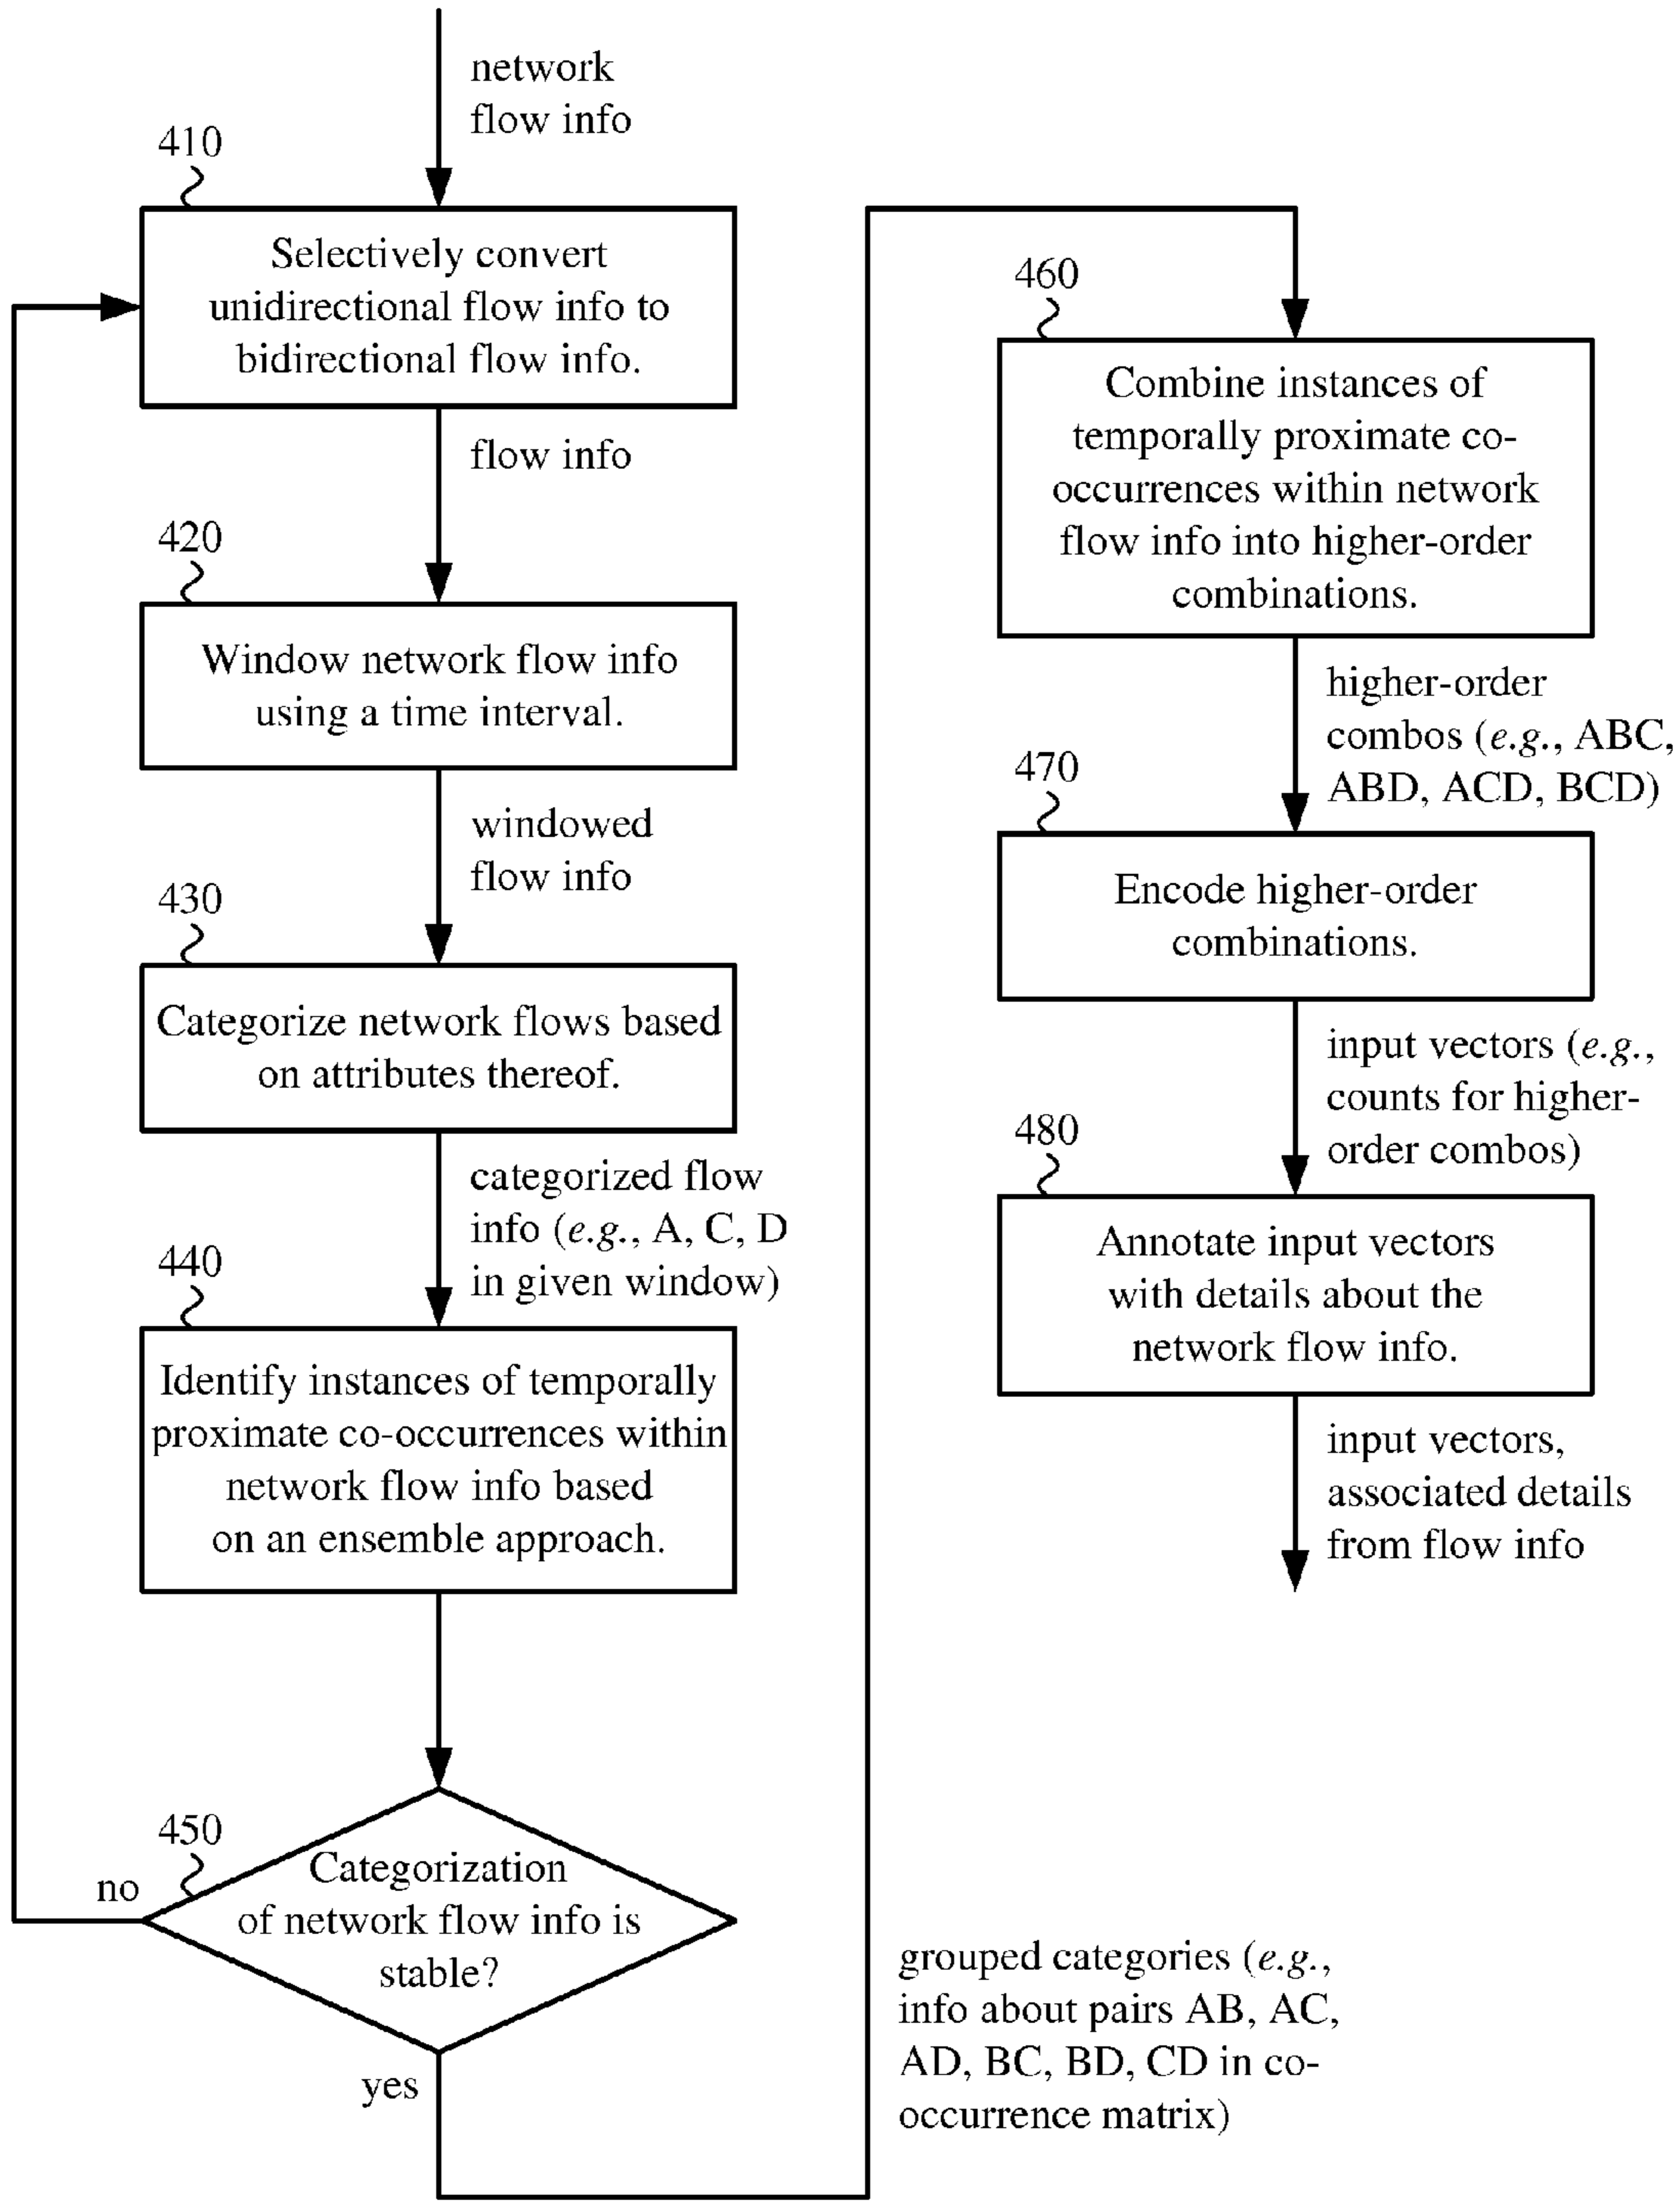 network
flow info
410
Selectively convert
unidirectional flow info to
bidirectional flow info.
flow info
420
Window network flow info
using a time interval.
windowed
flow info
430
Categorize network flows based
on attributes thereof.
categorized flow
info (e.g., A, C, D
in given window)
440
Identify instances of temporally
proximate co-occurrences within
network flow info based
on an ensemble approach.
450
Categorization
of network flow info is
stable?
no
yes
grouped categories (e.g.,
info about pairs AB, AC,
AD, BC, BD, CD in co-
occurrence matrix)
460
Combine instances of
temporally proximate co-
occurrences within network
flow info into higher-order
combinations.
higher-order
combos (e.g., ABC,
ABD, ACD, BCD)
470
Encode higher-order
combinations.
input vectors (e.g.,
counts for higher-
order combos)
480
Annotate input vectors
with details about the
network flow info.
input vectors,
associated details
from flow info